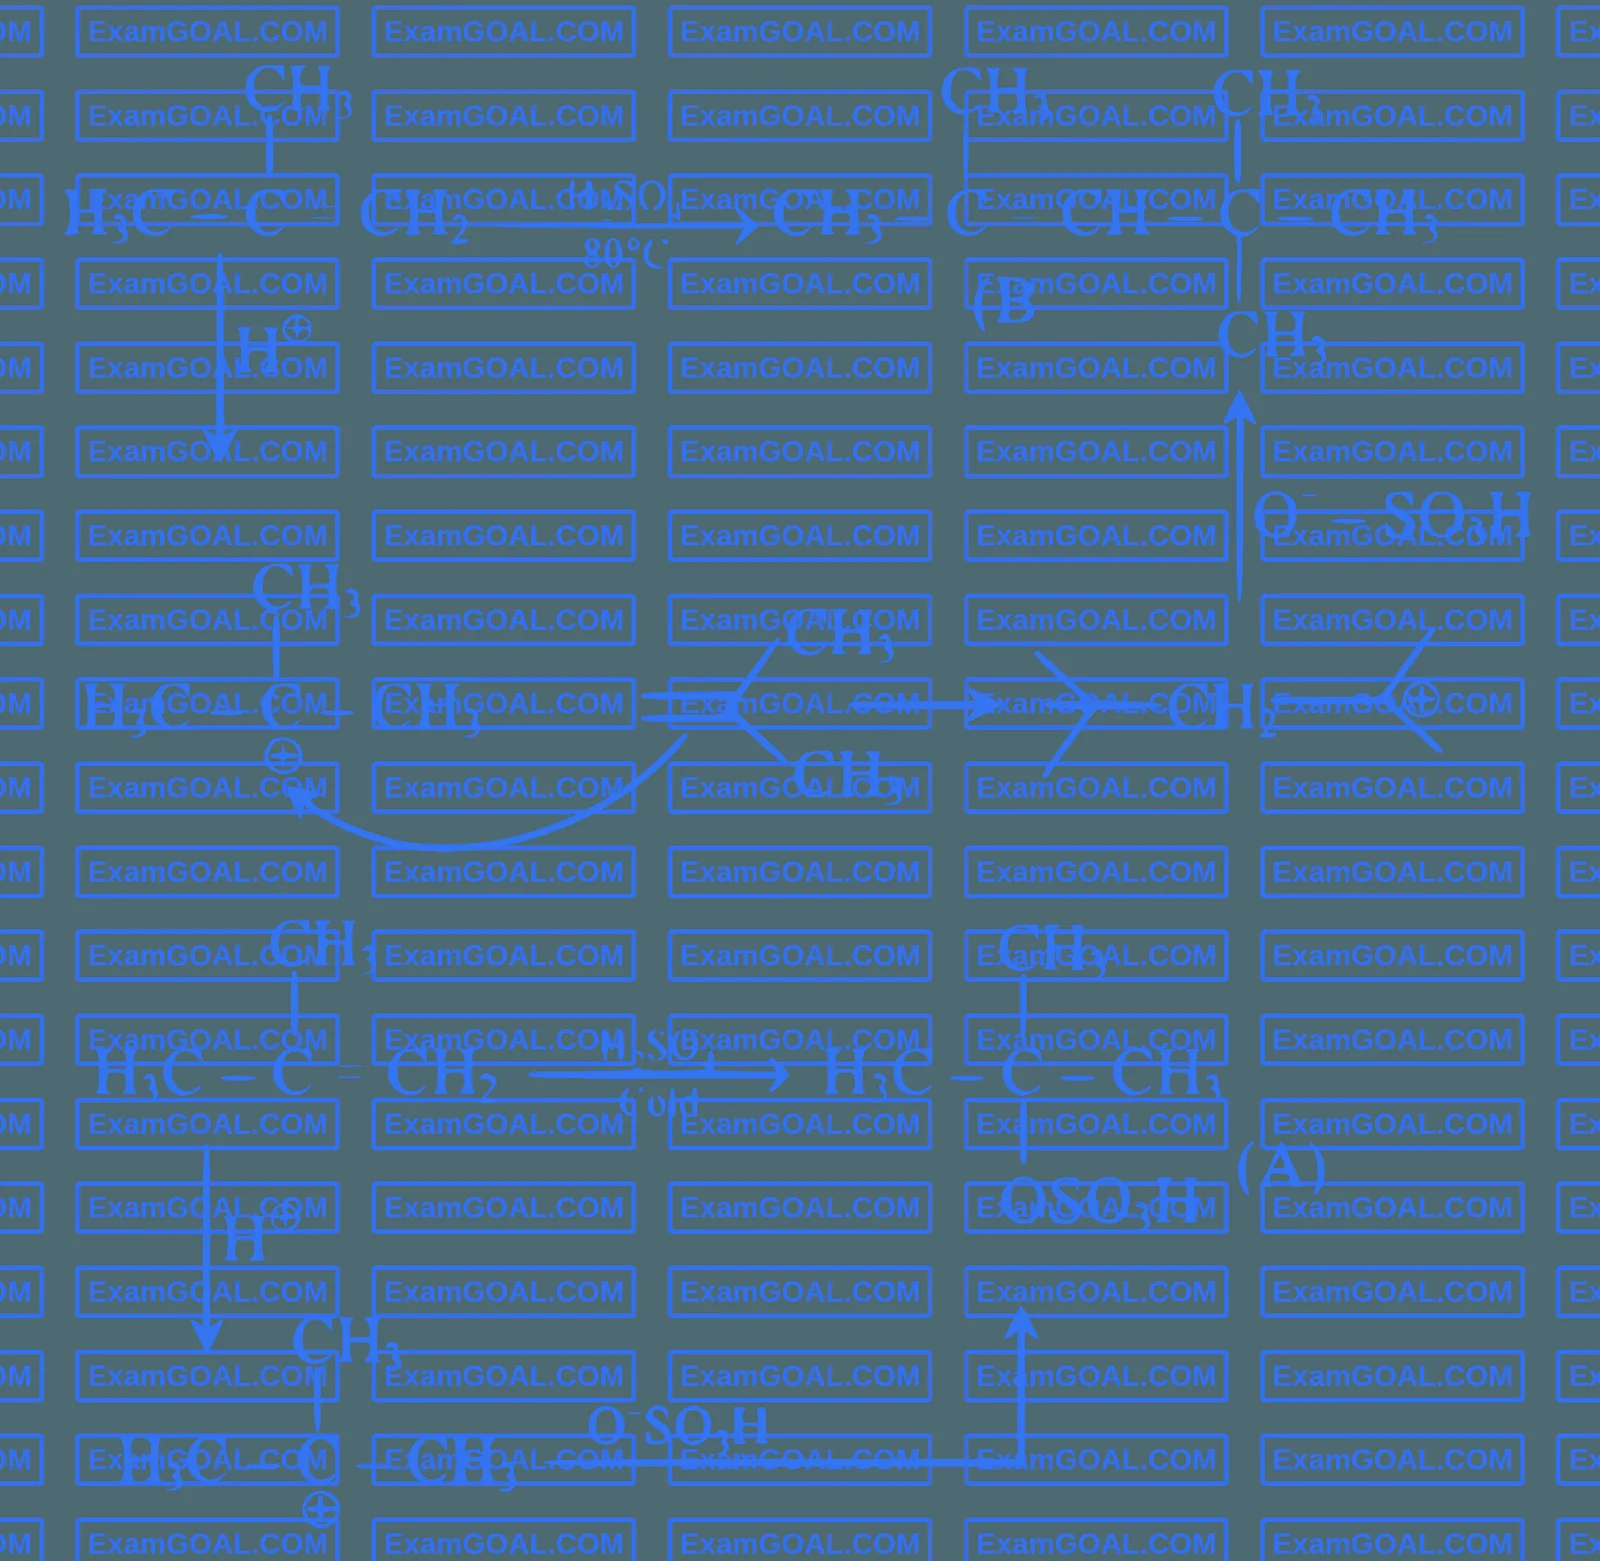 CH3 CH3 CH3
H3C – C = CH2 H2SO4 80°C CH3 – C = CH – C – CH3
(B
CH3
H⊕
O⁻ – SO3H
CH3
CH3
H3C – C – CH3 CH2 ⊕
⊕
CH3
CH3 CH3
H3C – C = CH2 H2SO4 Cold H3C – C – CH3
(A)
OSO3H
H⊕
CH3
O⁻SO3H
H3C – C – CH3
⊕
ExamGOAL.COM